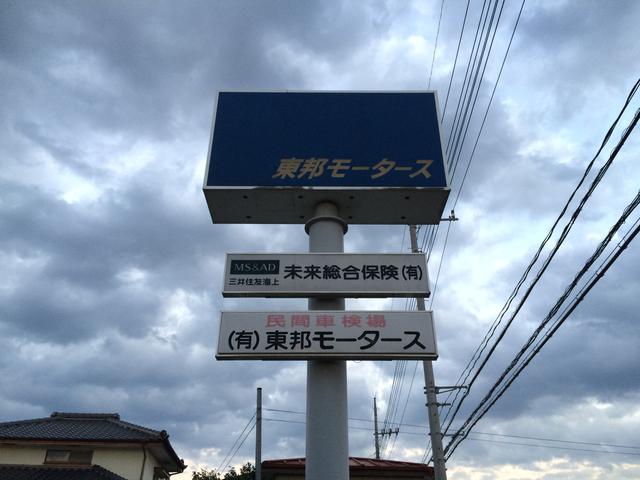 東邦モータース
MS&AD 未来総合保険(有)
三井住友海上
民間車検場
(有)東邦モータース